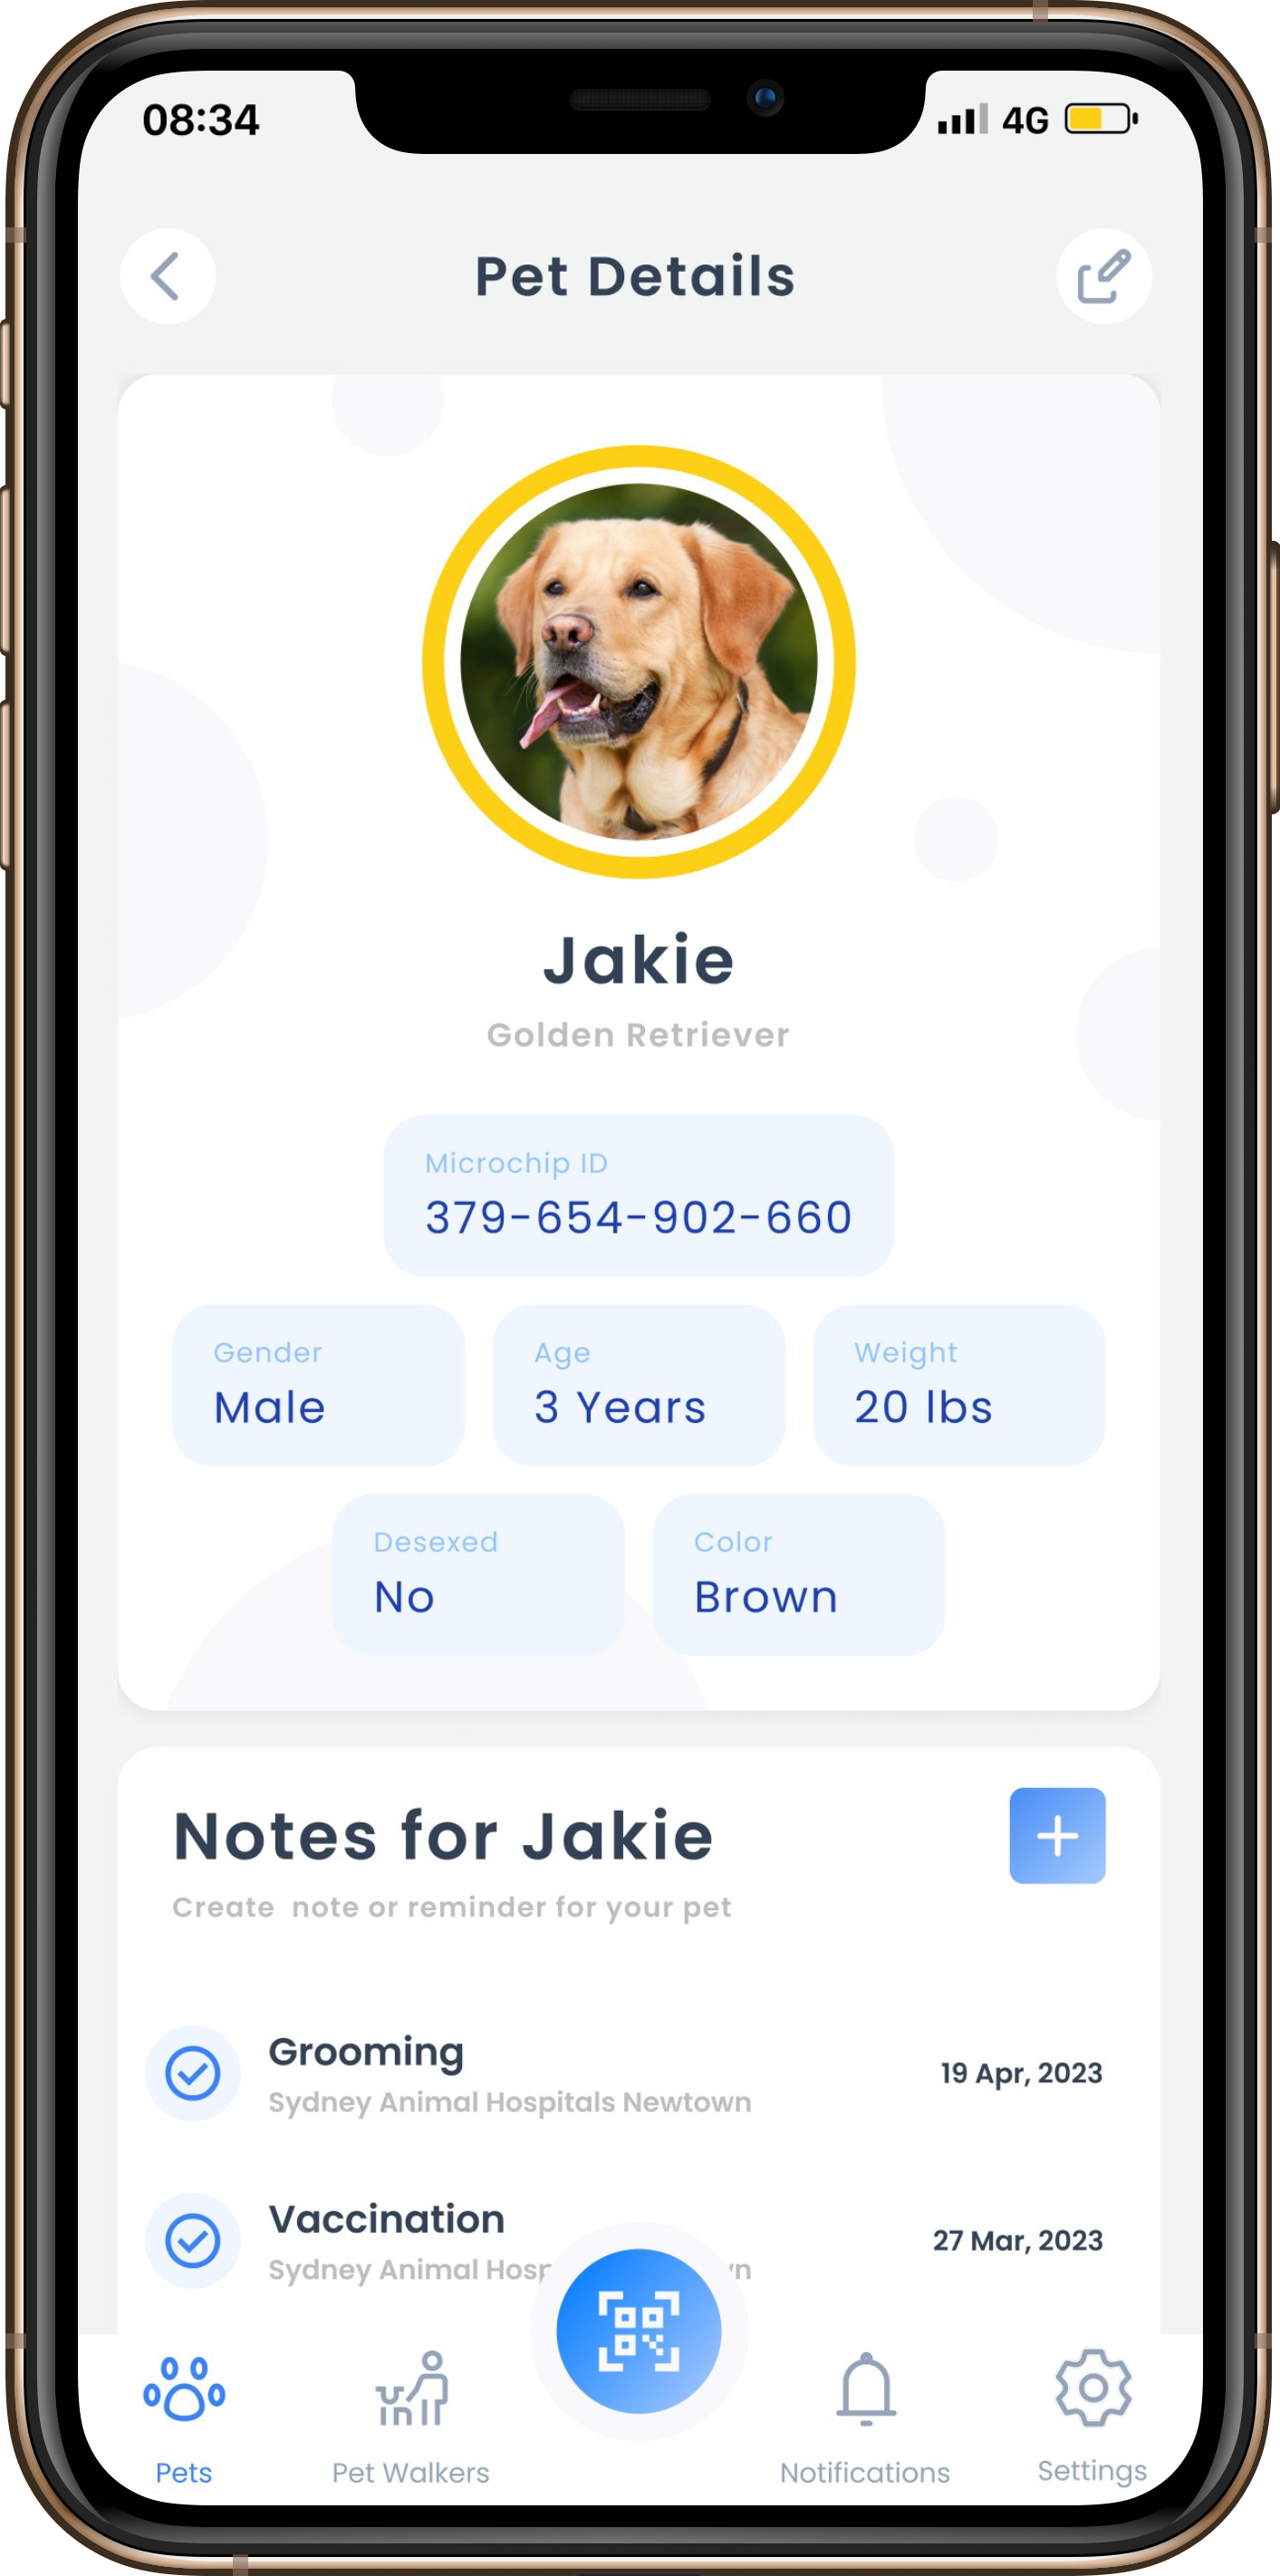 08:34
4G
Pet Details
Jakie
Golden Retriever
Microchip ID
379-654-902-660
Gender
Male
Age
3 Years
Weight
20 lbs
Desexed
No
Color
Brown
Notes for Jakie
Create note or reminder for your pet
Grooming
Sydney Animal Hospitals Newtown
19 Apr, 2023
Vaccination
Sydney Animal
27 Mar, 2023
Pets
Pet Walkers
Notifications
Settings